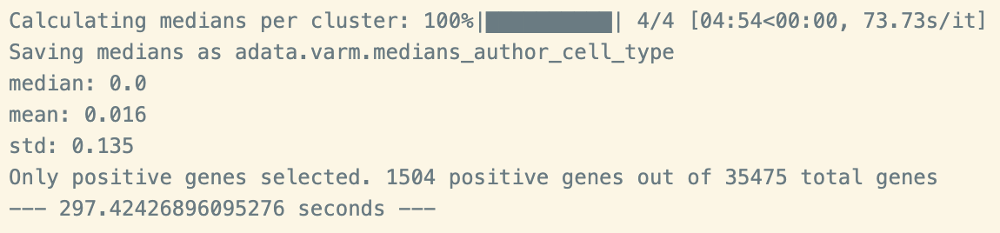 Calculating medians per cluster: 100%|██████████| 4/4 [04:54<00:00, 73.73s/it]
Saving medians as adata.varm.medians_author_cell_type
median: 0.0
mean: 0.016
std: 0.135
Only positive genes selected. 1504 positive genes out of 35475 total genes
--- 297.42426896095276 seconds ---